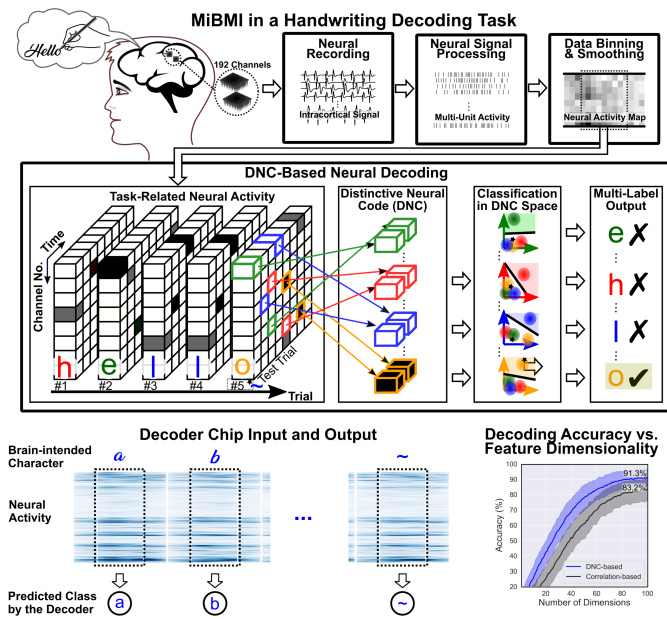 MiBMI in a Handwriting Decoding Task
Hello
192 Channels
Neural
Recording
Intracortical Signal
Neural Signal
Processing
Multi-Unit Activity
Data Binning
& Smoothing
Neural Activity Map
DNC-Based Neural Decoding
Task-Related Neural Activity
Time
Channel No.
h e l l o
#1 #2 #3 #4 #5 ~
Test Trial
Trial
Distinctive Neural
Code (DNC)
Classification
in DNC Space
Multi-Label
Output
e ✗
h ✗
l ✗
o ✓
Decoder Chip Input and Output
Brain-intended
Character
a b ~
Neural
Activity
...
Predicted Class
by the Decoder
a b ~
Decoding Accuracy vs.
Feature Dimensionality
Accuracy (%)
100
90
80
70
60
50
40
30
20
91.3%
83.2%
DNC-based
Correlation-based
20 40 60 80 100
Number of Dimensions